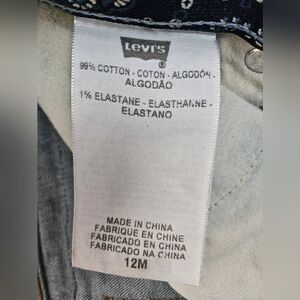 Levi's
99% COTTON - COTON - ALGODÓN -
ALGODÃO
1% ELASTANE - ELASTHANNE -
ELASTANO
MADE IN CHINA
FABRIQUE EN CHINE
FABRICADO EN CHINA
FABRICADO NA CHINA
12M